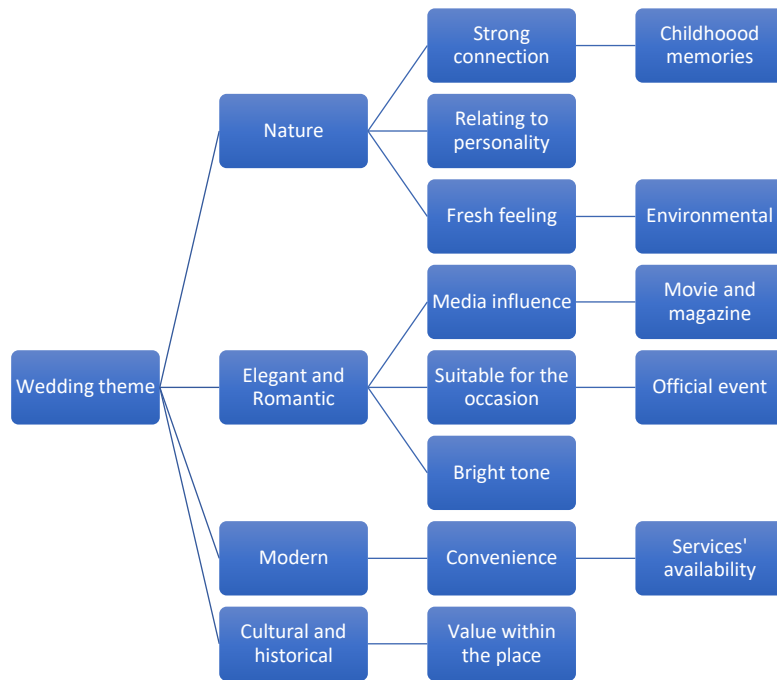 Strong
connection
Childhoood
memories
Nature
Relating to
personality
Fresh feeling
Environmental
Media influence
Movie and
magazine
Wedding theme
Elegant and
Romantic
Suitable for the
occasion
Official event
Bright tone
Modern
Convenience
Services'
availability
Cultural and
historical
Value within
the place